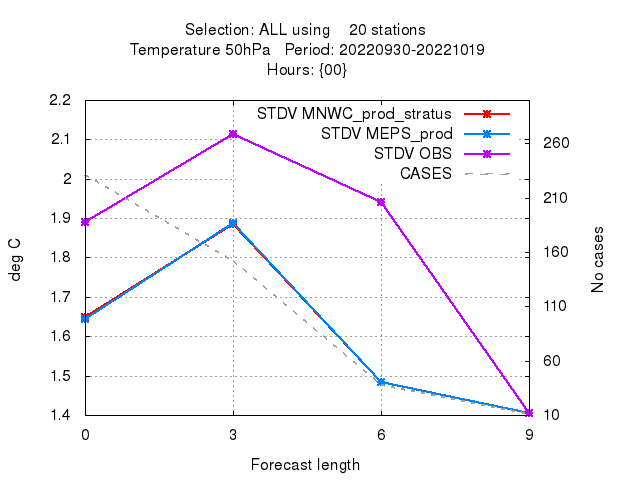 Selection: ALL using    20 stations
Temperature 50hPa   Period: 20220930-20221019
Hours: {00}
STDV MNWC_prod_stratus
STDV MEPS_prod
STDV OBS
CASES
2.2
2.1
2
1.9
1.8
1.7
1.6
1.5
1.4
deg C
260
210
160
110
60
10
No cases
0 3 6 9
Forecast length